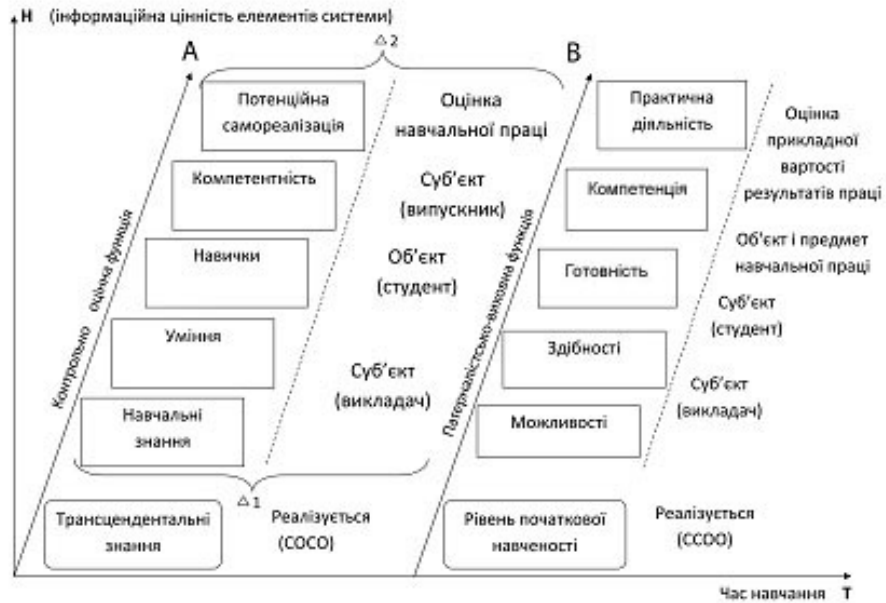 Н (інформаційна цінність елементів системи)
А
△ 2
В
Контрольно оцінна функція
Потенційна
самореалізація
Компетентність
Навички
Уміння
Навчальні
знання
Оцінка
навчальної праці
Суб’єкт
(випускник)
Об’єкт
(студент)
Суб’єкт
(викладач)
△ 1
Трансцендентальні
знання
Реалізується
(СОСО)
Патерналістсько-виховна функція
Практична
діяльність
Компетенція
Готовність
Здібності
Можливості
Оцінка
прикладної
вартості
результатів праці
Об’єкт і предмет
навчальної праці
Суб’єкт
(студент)
Суб’єкт
(викладач)
Рівень початкової
навченості
Реалізується
(ССОО)
Час навчання Т